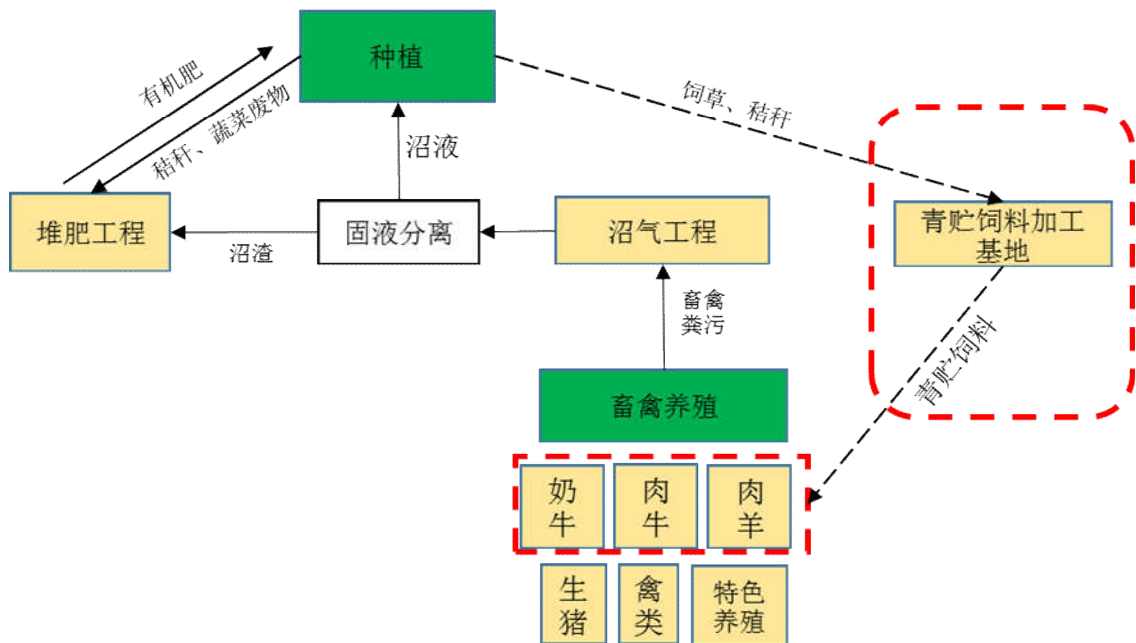 种植
有机肥
秸秆、蔬菜废物
饲草、秸秆
沼液
堆肥工程
沼渣
固液分离
沼气工程
青贮饲料加工
基地
畜禽
粪污
青贮饲料
畜禽养殖
奶
牛
肉
牛
肉
羊
生
猪
禽
类
特色
养殖